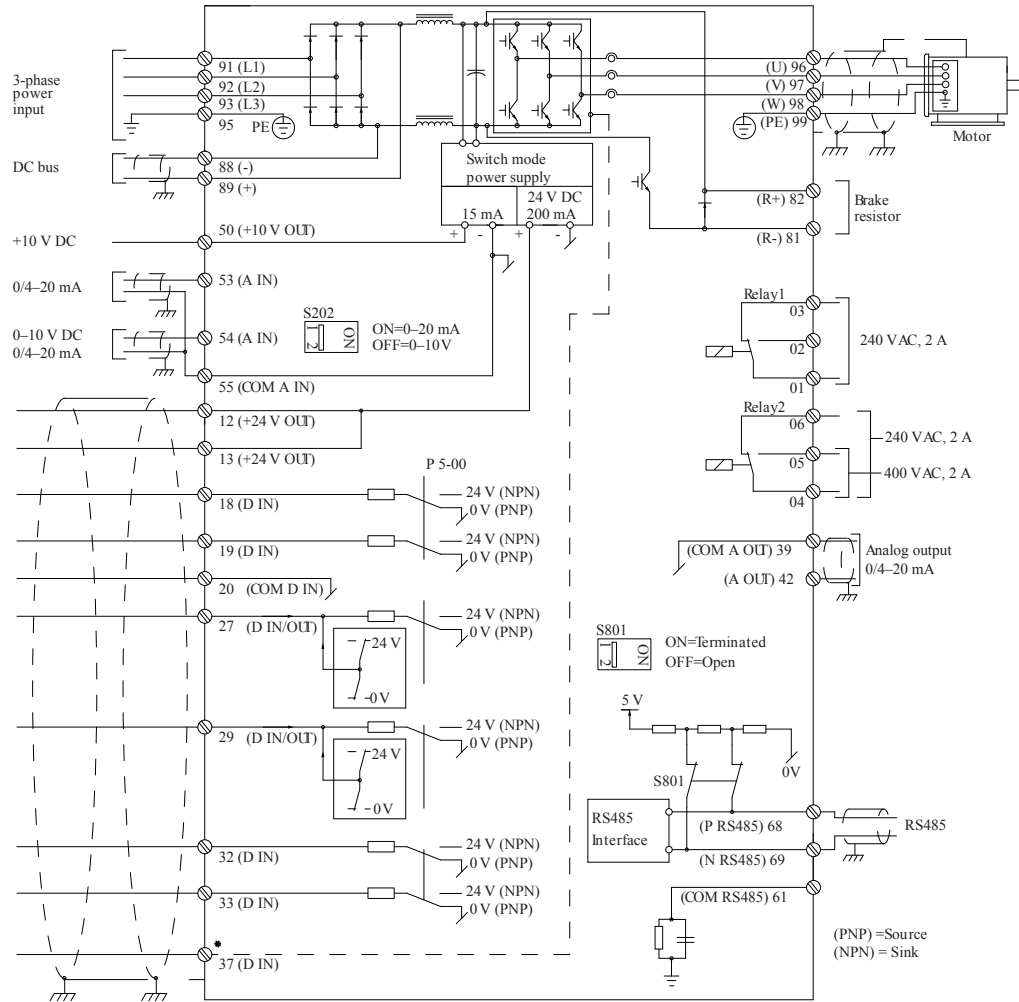 3-phase
power
input
91 (L1)
92 (L2)
93 (L3)
95
PE
DC bus
88 (-)
89 (+)
+10 V DC
50 (+10 V OUT)
0/4–20 mA
53 (A IN)
0–10 V DC
0/4–20 mA
54 (A IN)
55 (COM A IN)
12 (+24 V OUT)
13 (+24 V OUT)
18 (D IN)
19 (D IN)
20 (COM D IN)
27 (D IN/OUT)
29 (D IN/OUT)
32 (D IN)
33 (D IN)
*
37 (D IN)
Switch mode
power supply
15 mA
24 V DC
200 mA
+ - + -
S202
1 2
ON
ON=0–20 mA
OFF=0–10V
P 5-00
24 V (NPN)
0 V (PNP)
24 V (NPN)
0 V (PNP)
24 V (NPN)
0 V (PNP)
24 V
0 V
24 V (NPN)
0 V (PNP)
24 V
0 V
24 V (NPN)
0 V (PNP)
24 V (NPN)
0 V (PNP)
(U) 96
(V) 97
(W) 98
(PE) 99
Motor
(R+) 82
(R-) 81
Brake
resistor
Relay1
03
02
01
240 VAC, 2 A
Relay2
06
05
04
240 VAC, 2 A
400 VAC, 2 A
(COM A OUT) 39
(A OUT) 42
Analog output
0/4–20 mA
S801
1 2
ON
ON=Terminated
OFF=Open
5 V
0V
S801
RS485
Interface
(P RS485) 68
(N RS485) 69
RS485
(COM RS485) 61
(PNP) =Source
(NPN) = Sink